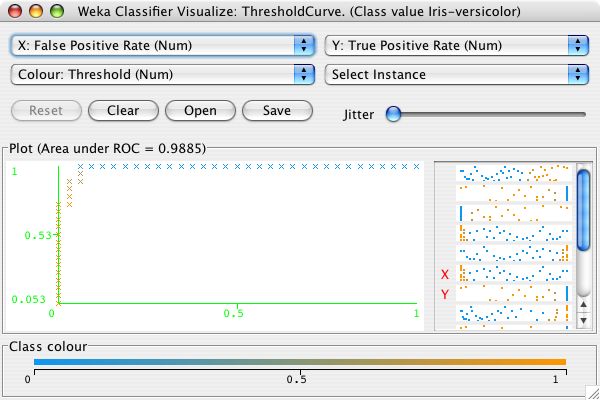 Weka Classifier Visualize: ThresholdCurve. (Class value Iris-versicolor)
X: False Positive Rate (Num) Y: True Positive Rate (Num)
Colour: Threshold (Num) Select Instance
Reset Clear Open Save Jitter
Plot (Area under ROC = 0.9885)
1
0.53
0.053
0 0.5 1
X
Y
Class colour
0 0.5 1